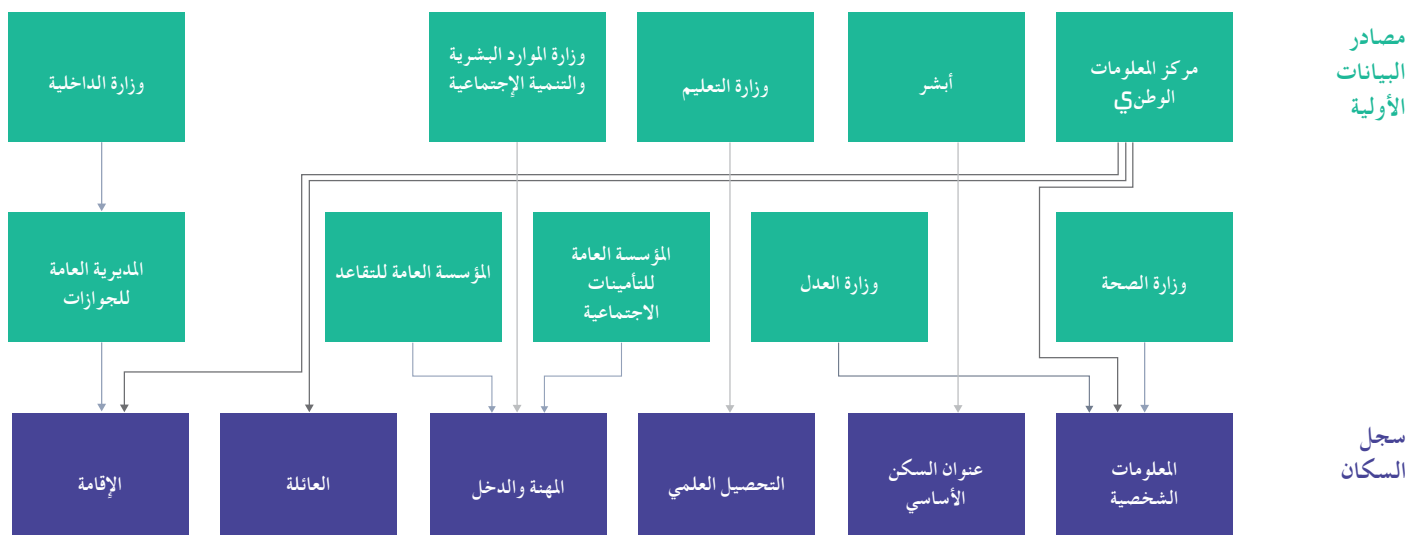 مصادر
البيانات
الأولية
مركز المعلومات
الوطني
أبشر
وزارة التعليم
وزارة الموارد البشرية
والتنمية الإجتماعية
وزارة الداخلية
وزارة الصحة
وزارة العدل
المؤسسة العامة
للتأمينات
الاجتماعية
المؤسسة العامة للتقاعد
المديرية العامة
للجوازات
سجل
السكان
المعلومات
الشخصية
عنوان السكن
الأساسي
التحصيل العلمي
المهنة والدخل
العائلة
الإقامة